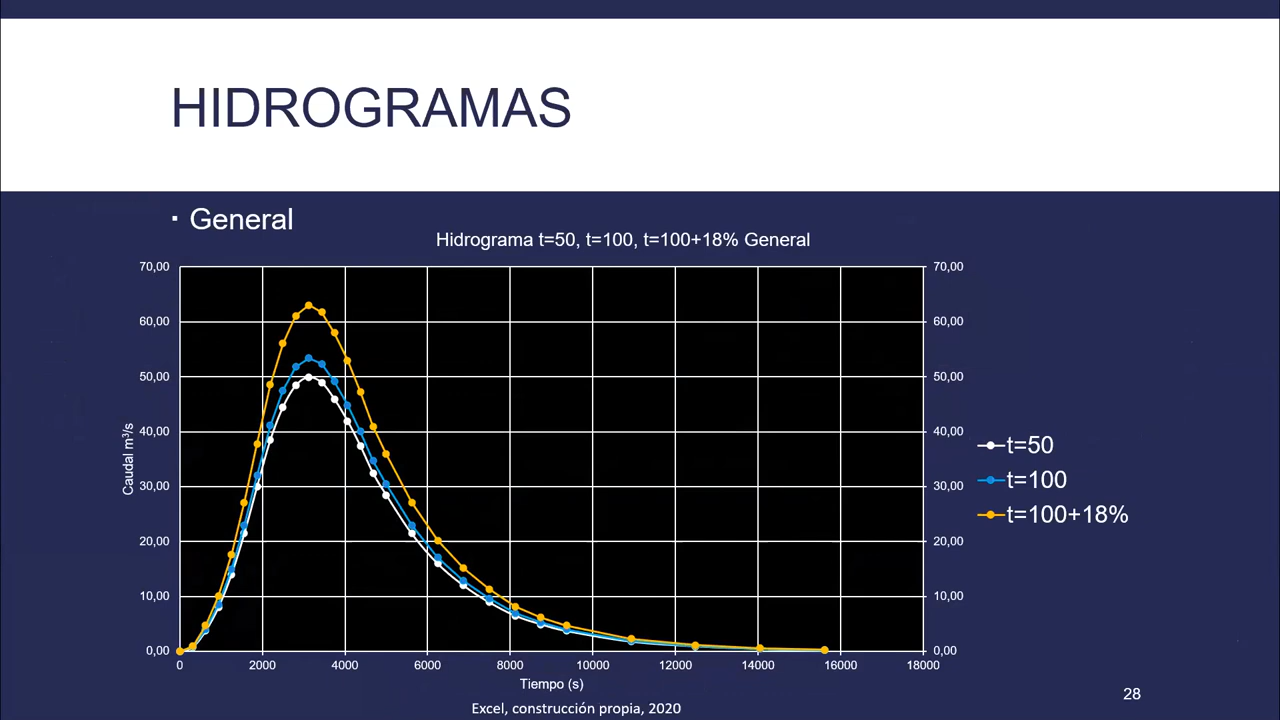 HIDROGRAMAS
▪ General
Hidrograma t=50, t=100, t=100+18% General
70,00 70,00
60,00 60,00
50,00 50,00
40,00 40,00
30,00 30,00
20,00 20,00
10,00 10,00
0,00 0,00
Caudal m³/s
t=50
t=100
t=100+18%
0 2000 4000 6000 8000 10000 12000 14000 16000 18000
Tiempo (s)
Excel, construcción propia, 2020
28